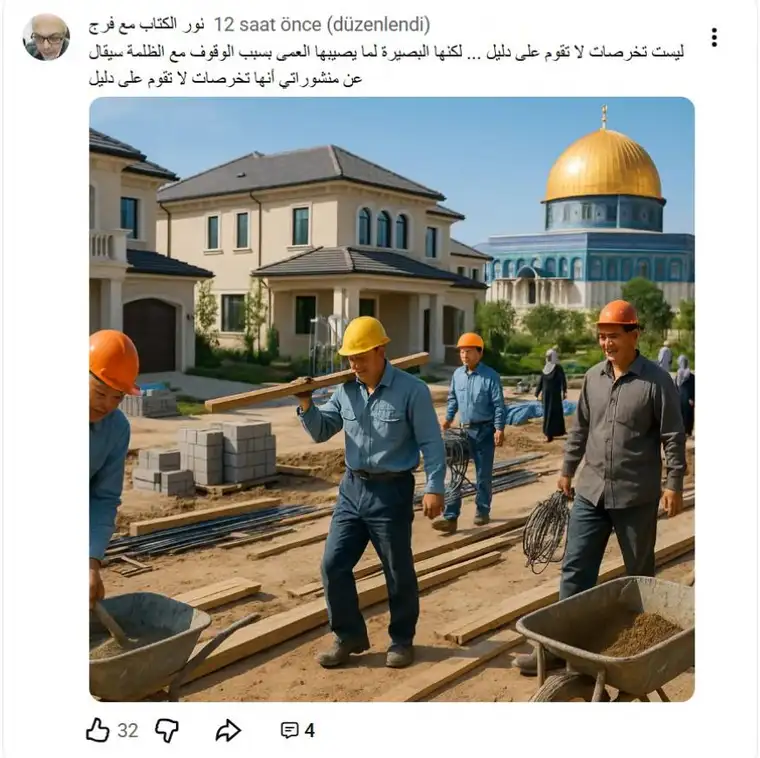 نور الكتاب مع فرج 12 saat önce (düzenlendi)
ليست تخرصات لا تقوم على دليل ... لكنها البصيرة لما يصيبها العمى بسبب الوقوف مع الظلمة سيقال
عن منشوراتي أنها تخرصات لا تقوم على دليل
32 4